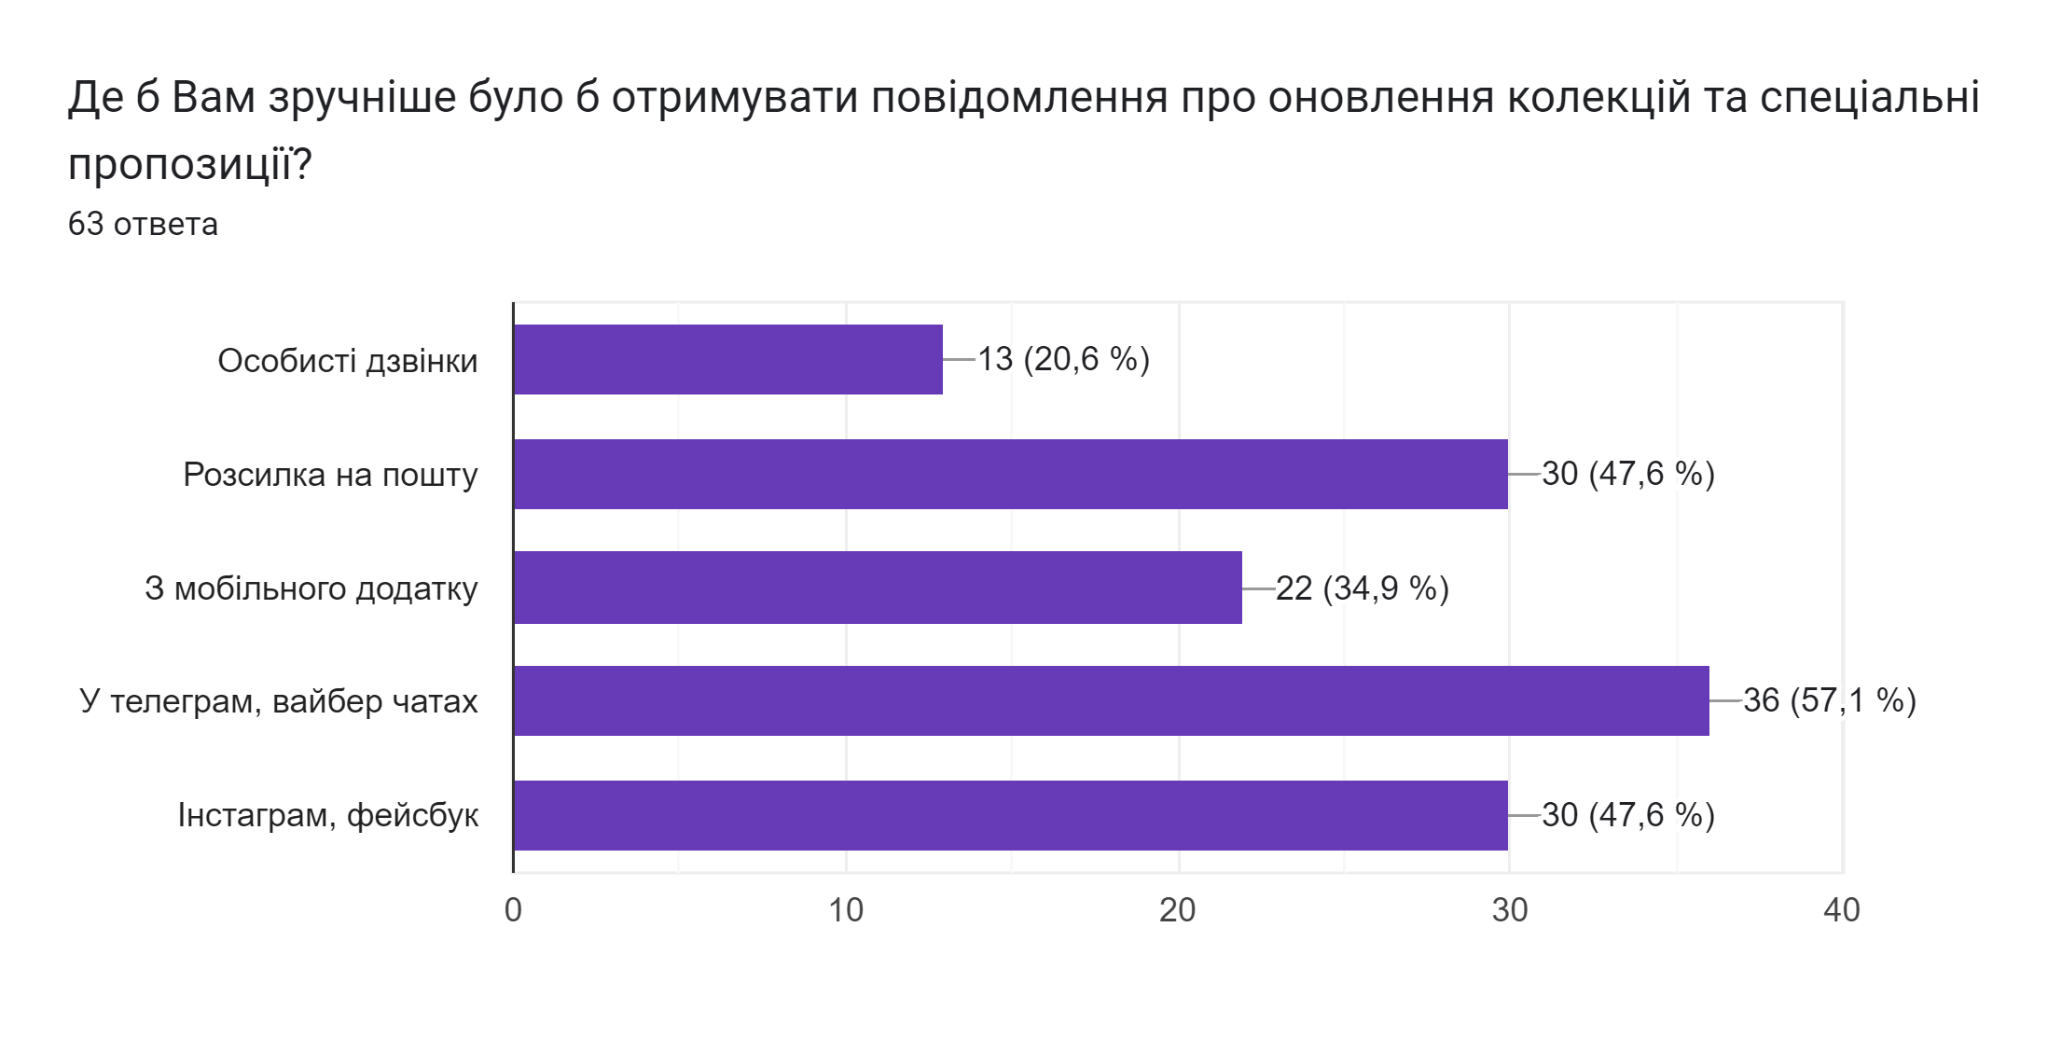 Де б Вам зручніше було б отримувати повідомлення про оновлення колекцій та спеціальні
пропозиції?
63 ответа
Особисті дзвінки
13 (20,6 %)
Розсилка на пошту
30 (47,6 %)
З мобільного додатку
22 (34,9 %)
У телеграм, вайбер чатах
36 (57,1 %)
Інстаграм, фейсбук
30 (47,6 %)
0 10 20 30 40